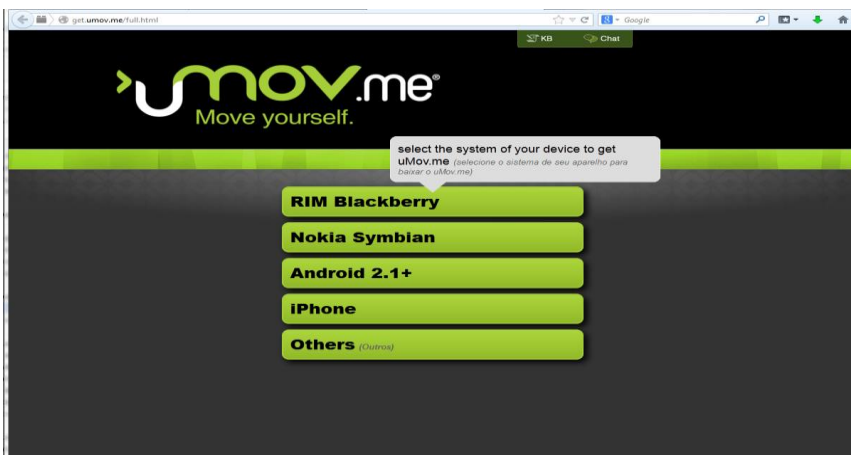 get.umov.me/full.html
Google
KB
Chat
umov.me®
Move yourself.
select the system of your device to get
uMov.me (selecione o sistema de seu aparelho para
baixar o uMov.me)
RIM Blackberry
Nokia Symbian
Android 2.1+
iPhone
Others (Outros)